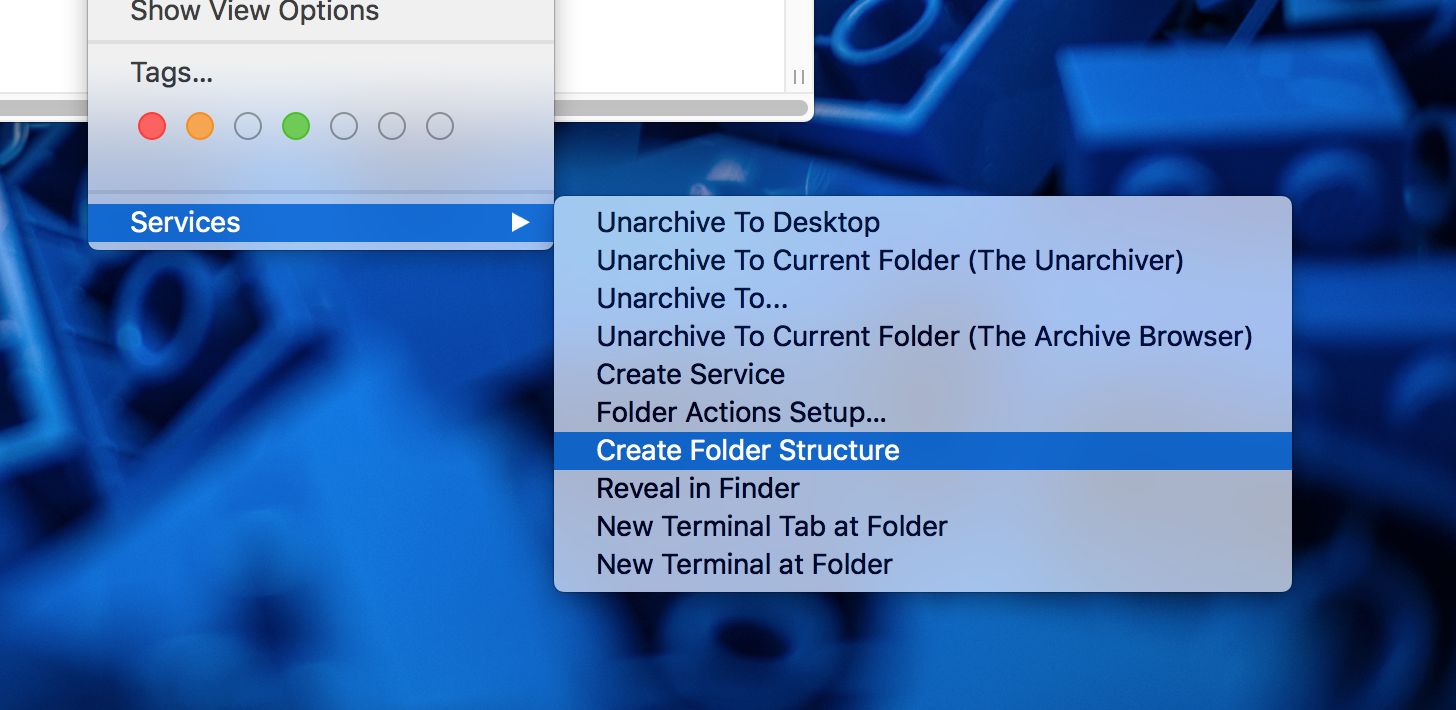 Show View Options
Tags...
Services
Unarchive To Desktop
Unarchive To Current Folder (The Unarchiver)
Unarchive To...
Unarchive To Current Folder (The Archive Browser)
Create Service
Folder Actions Setup...
Create Folder Structure
Reveal in Finder
New Terminal Tab at Folder
New Terminal at Folder